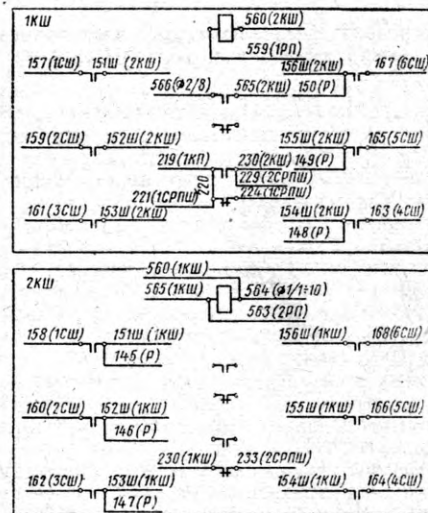 1КШ
560(2КШ)
559(1РП)
157(1СШ) 151Ш(2КШ) 156Ш(2КШ) 167(6СШ)
150(Р)
566(φ2/8) 565(2КШ)
159(2СШ) 152Ш(2КШ) 155Ш(2КШ) 165(5СШ)
149(Р)
219(1КП) 230(2КШ)
229(2СРПШ)
220
221(1СРПШ) 224(1СРПШ)
161(3СШ) 153Ш(2КШ) 154Ш(2КШ) 163(4СШ)
148(Р)
2КШ
560(1КШ)
565(1КШ) 564(φ1/1÷10)
563(2РП)
158(1СШ) 151Ш(1КШ) 156Ш(1КШ) 168(6СШ)
145(Р)
160(2СШ) 152Ш(1КШ) 155Ш(1КШ) 166(5СШ)
146(Р)
230(1КШ) 233(2СРПШ)
162(3СШ) 153Ш(1КШ) 154Ш(1КШ) 164(4СШ)
147(Р)